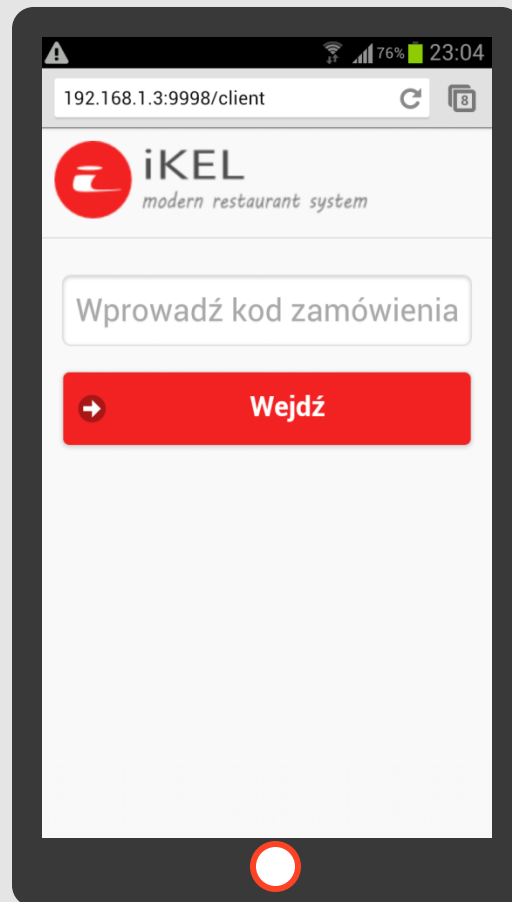 76% 23:04
192.168.1.3:9998/client
8
iKEL
modern restaurant system
Wprowadź kod zamówienia
Wejdź